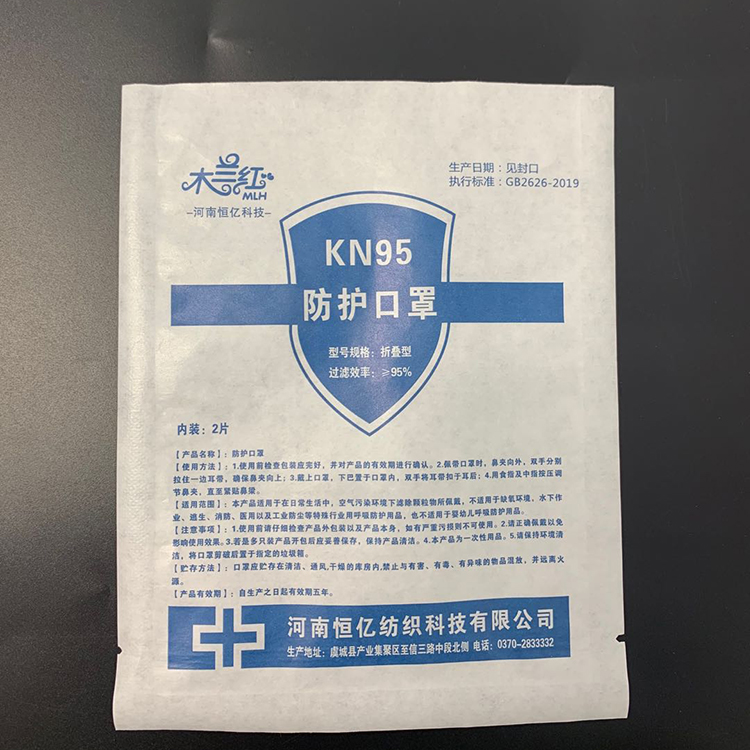 木兰红
MLH
河南恒亿科技
生产日期：见封口
执行标准：GB2626-2019
KN95
防护口罩
型号规格：折叠型
过滤效率：≥95%
内装：2片
【产品名称】：防护口罩
【使用方法】：1.使用前检查包装应完好，并对产品的有效期进行确认。2.佩带口罩时，鼻夹向外，双手分别
拉住一边耳带，确保鼻夹向上；3.戴上口罩，下巴置于口罩内，双手将耳带扣于耳后；4.用食指及中指按压调
节鼻夹，直至紧贴鼻梁。
【适用范围】：本产品适用于在日常生活中，空气污染环境下滤除颗粒物所佩戴，不适用于缺氧环境，水下作
业、逃生、消防、医用以及工业防尘等特殊行业用呼吸防护用品，也不适用于婴幼儿呼吸防护用品。
【注意事项】：1.使用前请仔细检查产品外包装以及产品本身，如有严重污损则不可使用。2.请正确佩戴以免
影响使用效果。3.若是多只装产品开包后应妥善保存，保持产品清洁。4.本产品为一次性用品。5.请保持环境清
洁，将口罩剪破后置于指定的垃圾箱。
【贮存方法】：口罩应贮存在清洁、通风，干燥的库房内，禁止与有害、有毒、有异味的物品混放，并远离火
源。
【产品有效期】：自生产之日起有效期五年。
河南恒亿纺织科技有限公司
生产地址：虞城县产业集聚区至信三路中段北侧 电话：0370-2833332